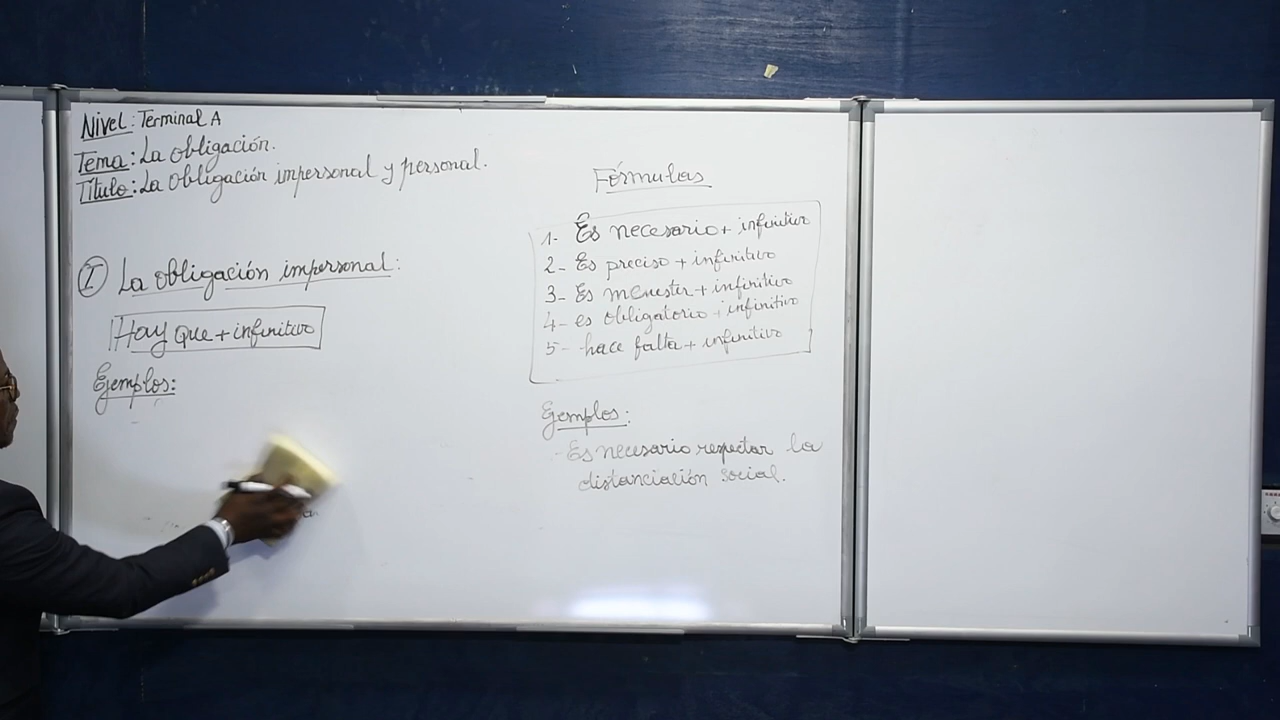 Nivel: Terminal A
Tema: La obligación.
Título: La obligación impersonal y personal.
I La obligación impersonal:
Hay que + infinitivo
Ejemplos:
Fórmulas
1- Es necesario + infinitivo
2- Es preciso + infinitivo
3- Es menester + infinitivo
4- es obligatorio + infinitivo
5- hace falta + infinitivo
Ejemplos:
- Es necesario respectar la
distanciación social.